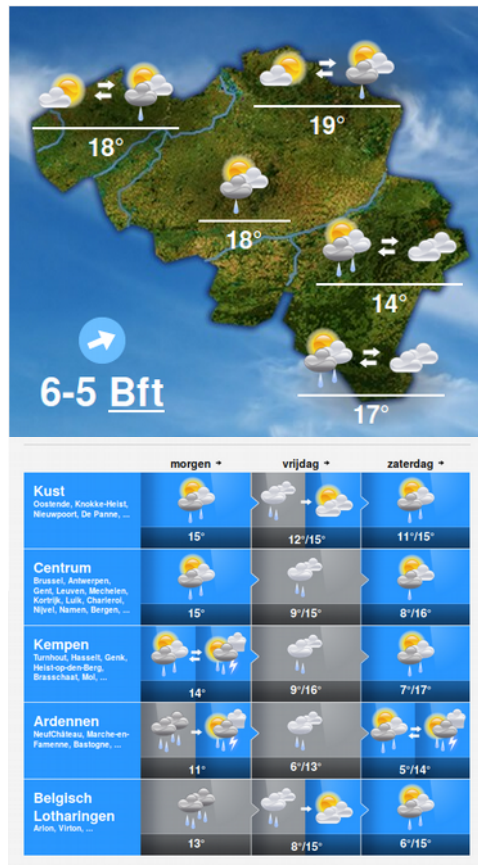 19°
18°
18°
14°
17°
6-5 Bft
morgen vrijdag zaterdag
Kust
Oostende, Knokke-Heist,
Nieuwpoort, De Panne, ...
15° 12°/15° 11°/15°
Centrum
Brussel, Antwerpen,
Gent, Leuven, Mechelen,
Kortrijk, Luik, Charleroi,
Nijvel, Namen, Bergen, ...
15° 9°/15° 8°/16°
Kempen
Turnhout, Hasselt, Genk,
Heist-op-den-Berg,
Brasschaat, Mol, ...
14° 9°/16° 7°/17°
Ardennen
NeufChâteau, Marche-en-
Famenne, Bastogne, ...
11° 6°/13° 5°/14°
Belgisch
Lotharingen
Arlon, Virton, ...
13° 8°/15° 6°/15°